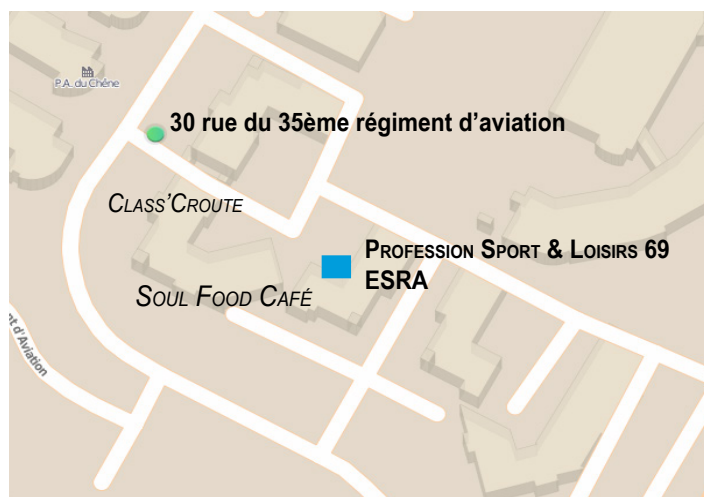 P.A. du Chêne
30 rue du 35ème régiment d’aviation
Class’Croute
Profession Sport & Loisirs 69
ESRA
Soul Food Café
nt d'Aviation